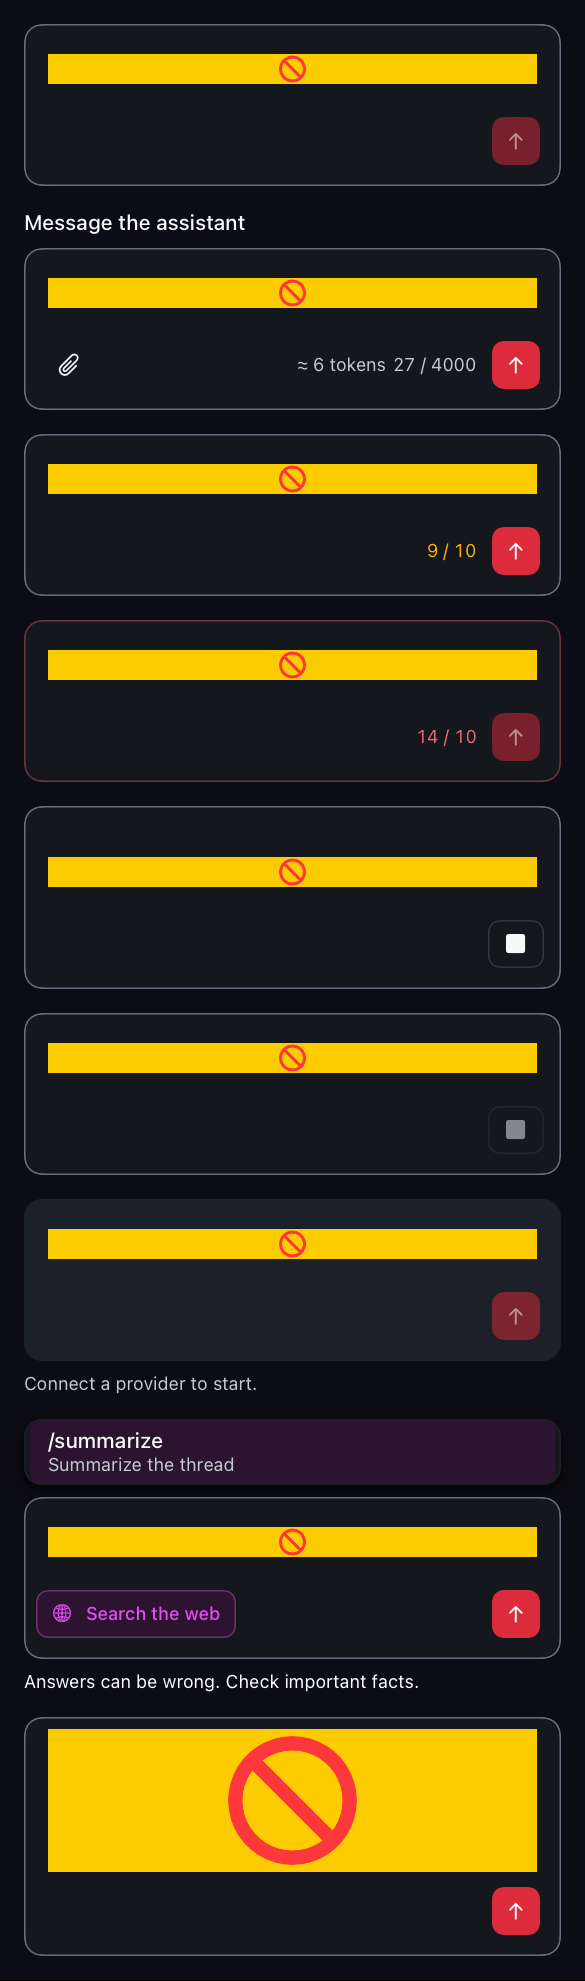 Message the assistant
≈ 6 tokens 27 / 4000
9 / 10
14 / 10
Connect a provider to start.
/summarize
Summarize the thread
Search the web
Answers can be wrong. Check important facts.